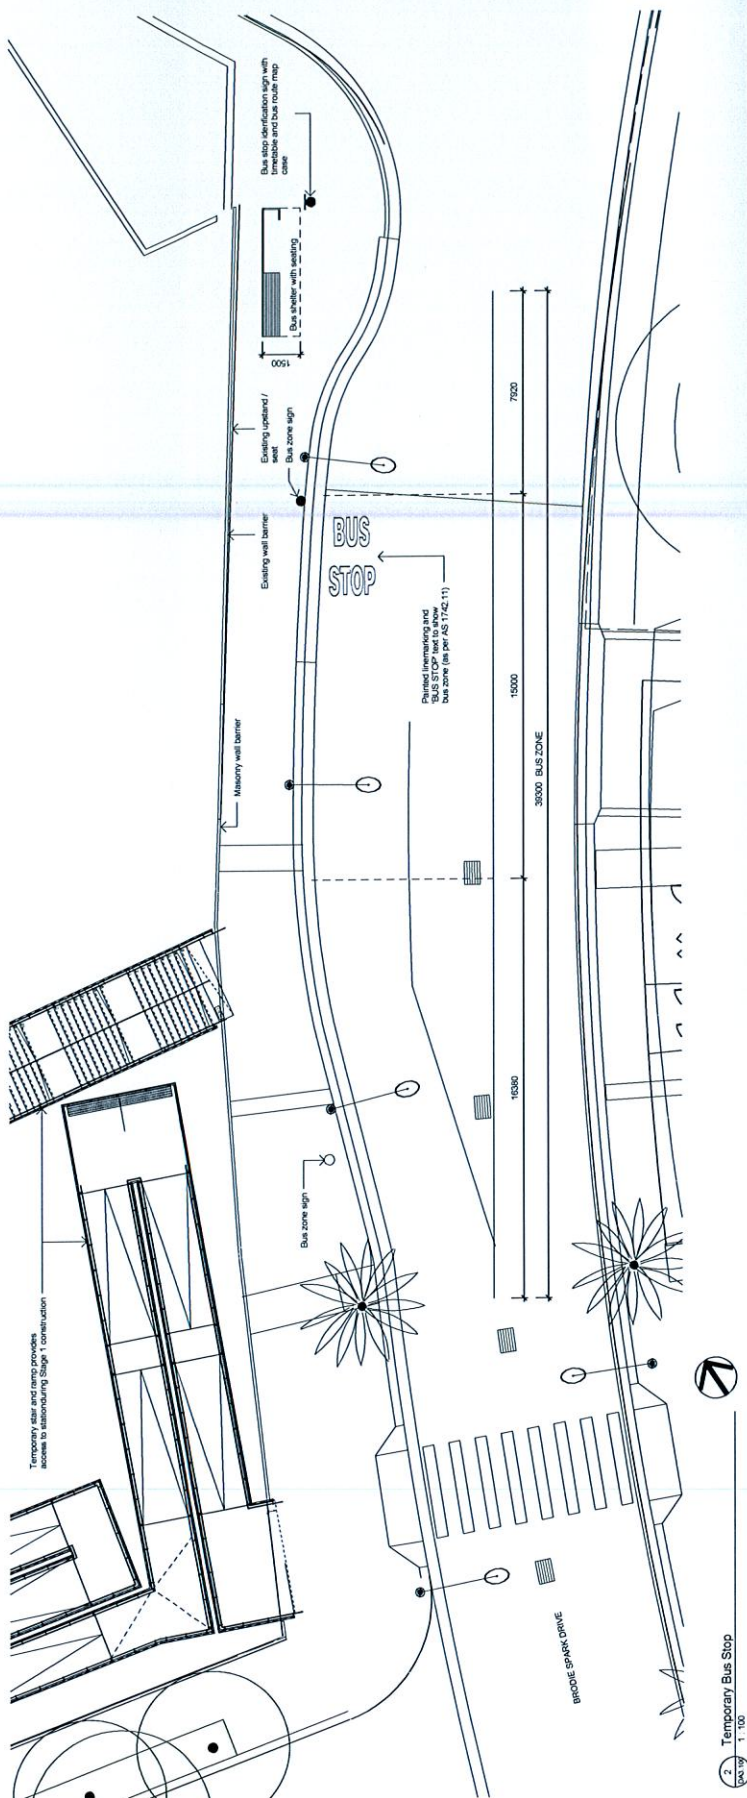 Temporary stair and ramp provides
access to stationduring Stage 1 construction
Bus zone sign
Masonry wall barrier
Existing wall barrier
Existing upstand /
seat
Bus zone sign
1500
Bus shelter with seating
Bus stop idenfication sign with
timetable and bus route map
case
BUS
STOP
Painted linemarking and
'BUS STOP' text to show
bus zone (as per AS 1742.11)
16380
15000
7920
39300 BUS ZONE
BRODIE SPARK DRIVE
2
Temporary Bus Stop
1 : 100